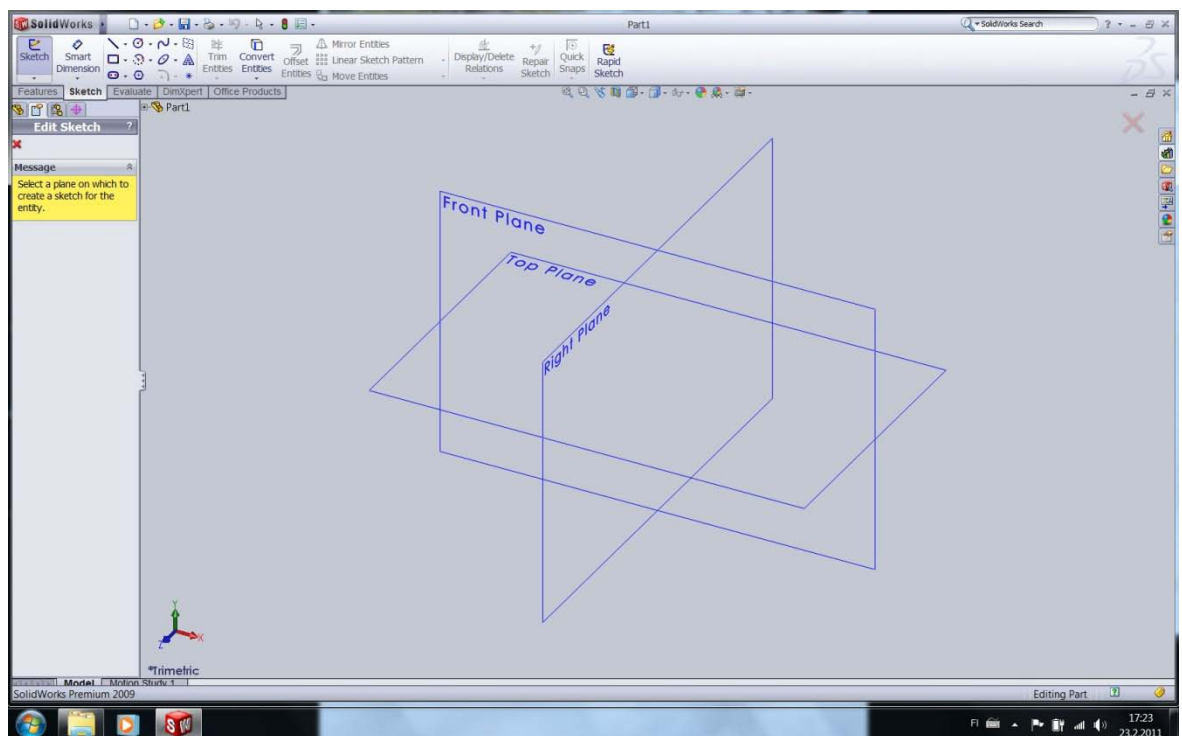 SolidWorks
Part1
SolidWorks Search
?
Sketch
Smart Dimension
Trim Entities
Convert Entities
Offset Entities
Mirror Entities
Linear Sketch Pattern
Move Entities
Display/Delete Relations
Repair Sketch
Quick Snaps
Rapid Sketch
Features Sketch Evaluate DimXpert Office Products
Part1
Edit Sketch ?
Message
Select a plane on which to
create a sketch for the
entity.
Front Plane
Top Plane
Right Plane
Y
X
Z
*Trimetric
Model Motion Study 1
SolidWorks Premium 2009
Editing Part
FI
17:23
23.2.2011